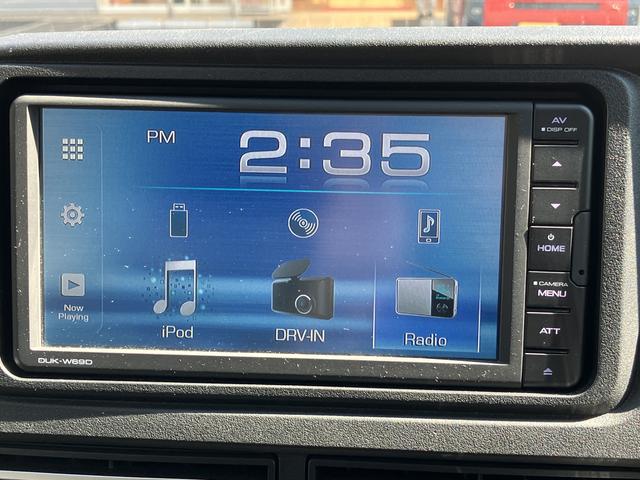 PM 2:35
Now
Playing
iPod
DRV-IN
Radio
DUK-W69D
AV
DISP OFF
HOME
CAMERA
MENU
ATT